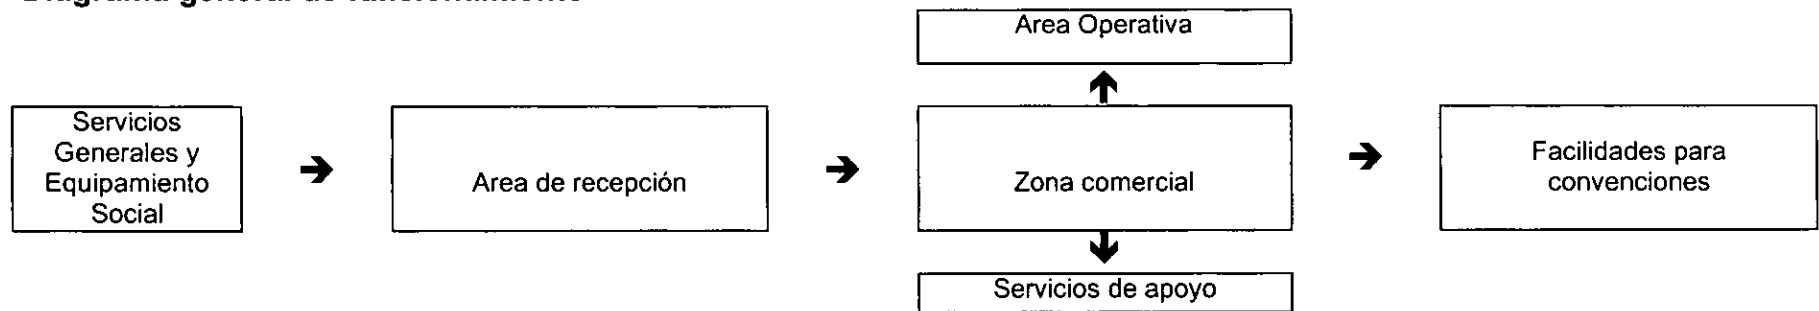 Area Operativa
Servicios
Generales y
Equipamiento
Social
Area de recepción
Zona comercial
Facilidades para
convenciones
Servicios de apoyo